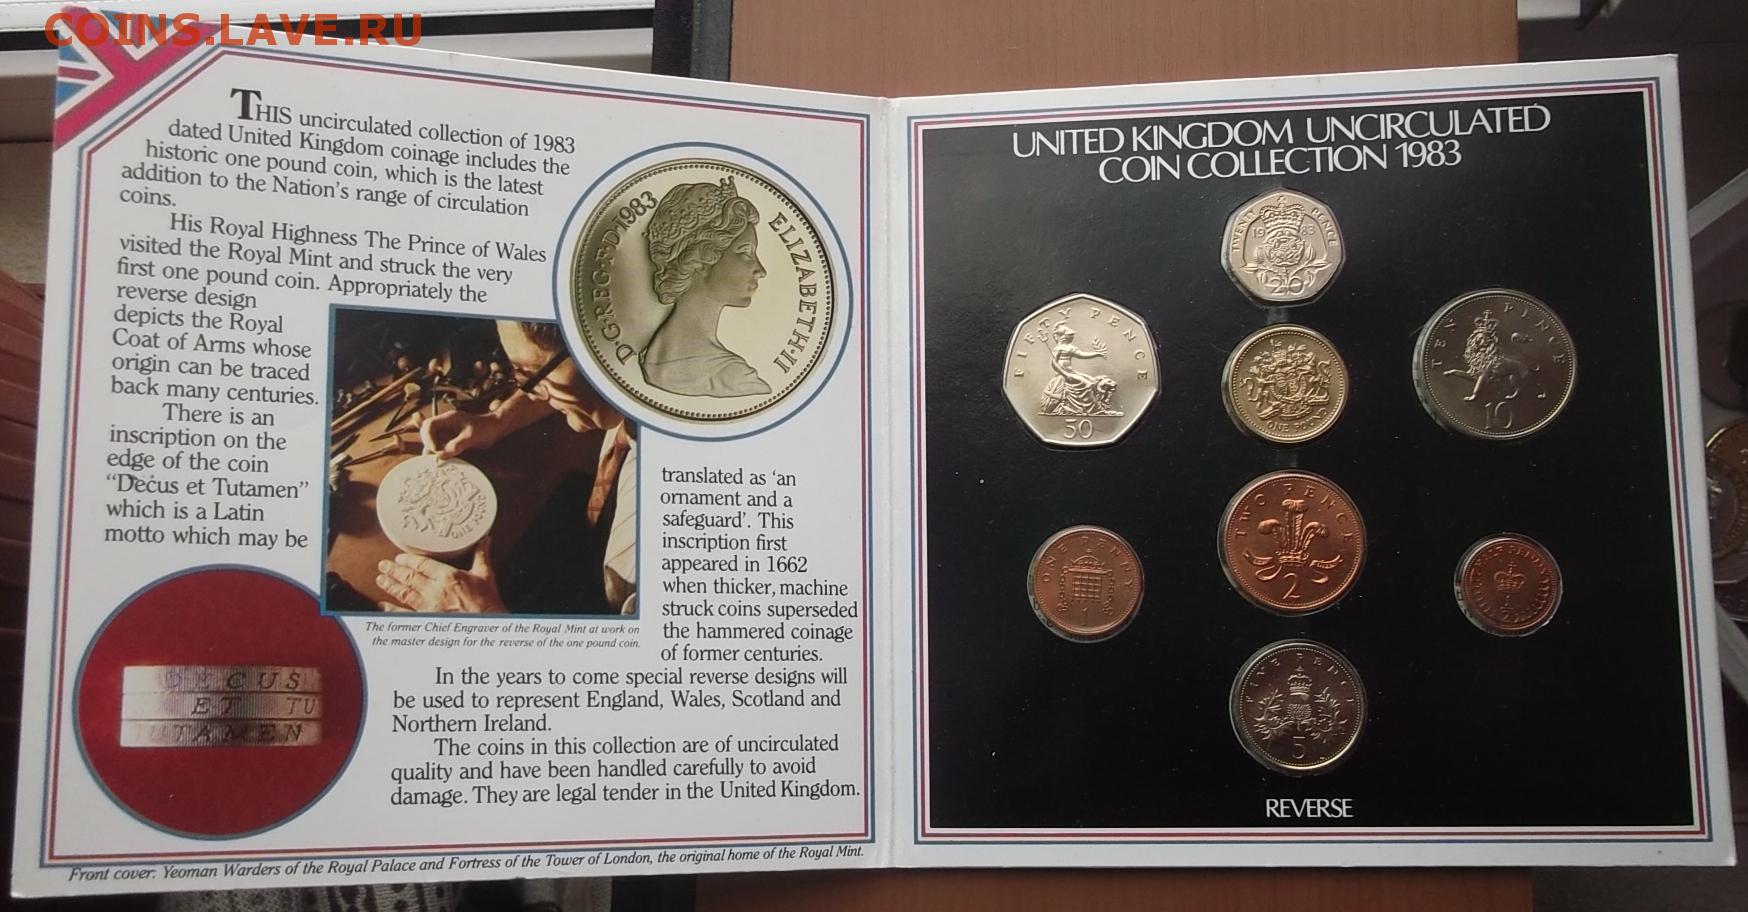 COINS.LAVE.RU
THIS uncirculated collection of 1983
dated United Kingdom coinage includes the
historic one pound coin, which is the latest
addition to the Nation's range of circulation
coins.
His Royal Highness The Prince of Wales
visited the Royal Mint and struck the very
first one pound coin. Appropriately the
reverse design
depicts the Royal
Coat of Arms whose
origin can be traced
back many centuries.
There is an
inscription on the
edge of the coin
“Decus et Tutamen”
which is a Latin
motto which may be
D·G·REG·F·D·1983
ELIZABETH·II
The former Chief Engraver of the Royal Mint at work on
the master design for the reverse of the one pound coin.
translated as ‘an
ornament and a
safeguard’. This
inscription first
appeared in 1662
when thicker, machine
struck coins superseded
the hammered coinage
of former centuries.
DECUS
ET TU
TUTAMEN
In the years to come special reverse designs will
be used to represent England, Wales, Scotland and
Northern Ireland.
The coins in this collection are of uncirculated
quality and have been handled carefully to avoid
damage. They are legal tender in the United Kingdom.
Front cover: Yeoman Warders of the Royal Palace and Fortress of the Tower of London, the original home of the Royal Mint.
UNITED KINGDOM UNCIRCULATED
COIN COLLECTION 1983
TWENTY PENCE
1983
20
FIFTY PENCE
50
ONE POUND
TEN PENCE
10
ONE PENNY
1
TWO PENCE
2
HALF PENNY
1/2
FIVE PENCE
5
REVERSE